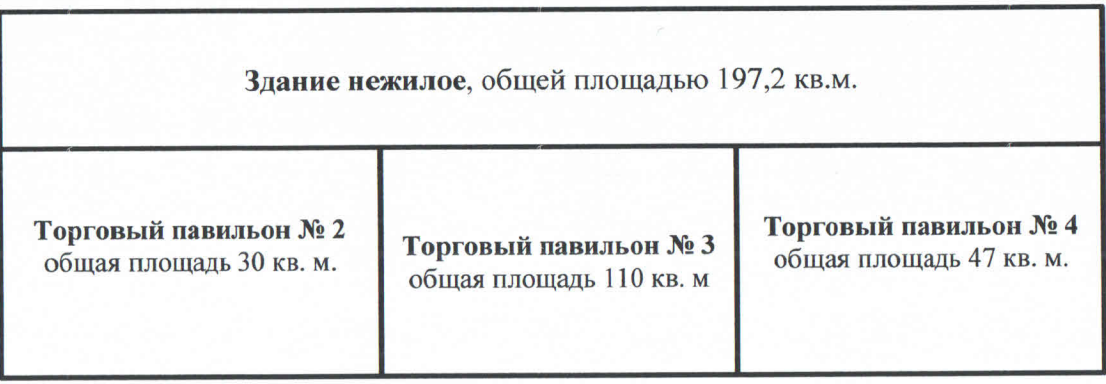 Здание нежилое, общей площадью 197,2 кв.м.
Торговый павильон № 2
общая площадь 30 кв. м.
Торговый павильон № 3
общая площадь 110 кв. м
Торговый павильон № 4
общая площадь 47 кв. м.